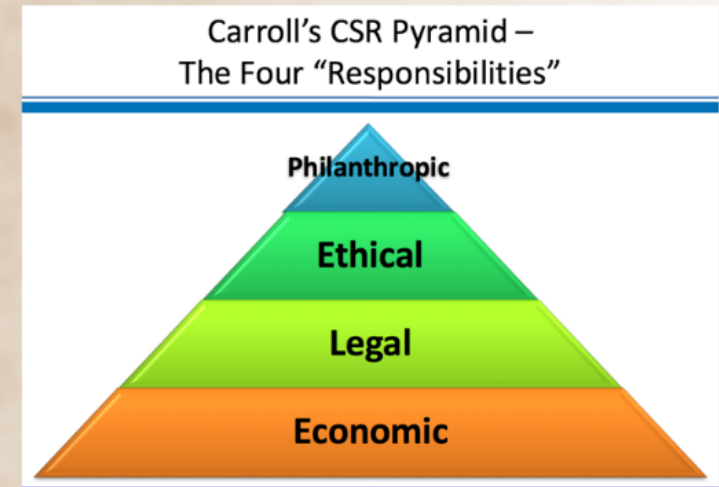 Carroll’s CSR Pyramid –
The Four “Responsibilities”
Philanthropic
Ethical
Legal
Economic